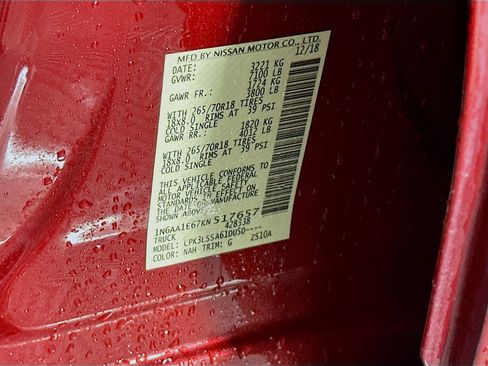 MFD BY NISSAN MOTOR CO., LTD.
DATE: 12/18
GVWR: 3221 KG
7100 LB
GAWR FR.: 1724 KG
3800 LB
WITH 265/70R18 TIRES
18X8.0 RIMS AT 39 PSI
COLD SINGLE
GAWR RR.: 1820 KG
4012 LB
WITH 265/70R18 TIRES
18X8.0 RIMS AT 39 PSI
COLD SINGLE
THIS VEHICLE CONFORMS TO
ALL APPLICABLE FEDERAL
MOTOR VEHICLE SAFETY
STANDARDS IN EFFECT ON
THE DATE OF MANUFACTURE
SHOWN ABOVE
517657
TRUCK 428338
MODEL:
COLOR: NAH TRIM: G 2S10A